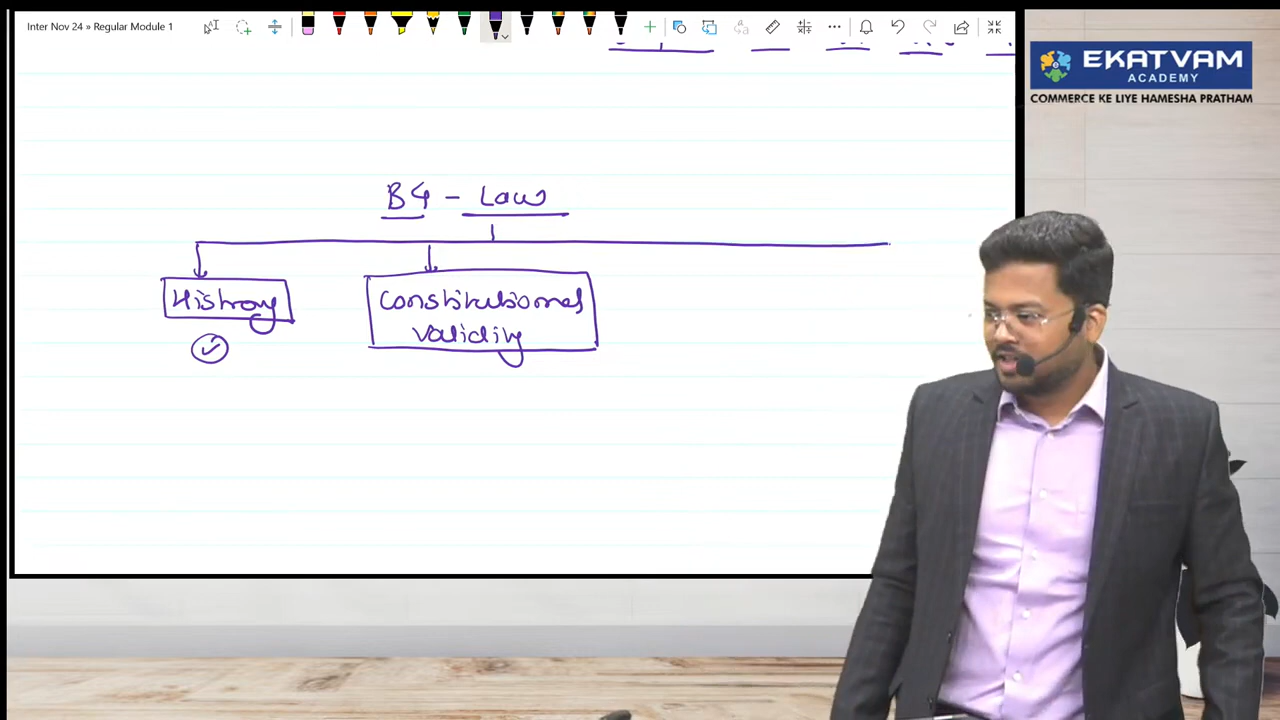 Inter Nov 24 » Regular Module 1
EKATVAM
ACADEMY
COMMERCE KE LIYE HAMESHA PRATHAM
B4 - Law
History
Constitutional
Validity